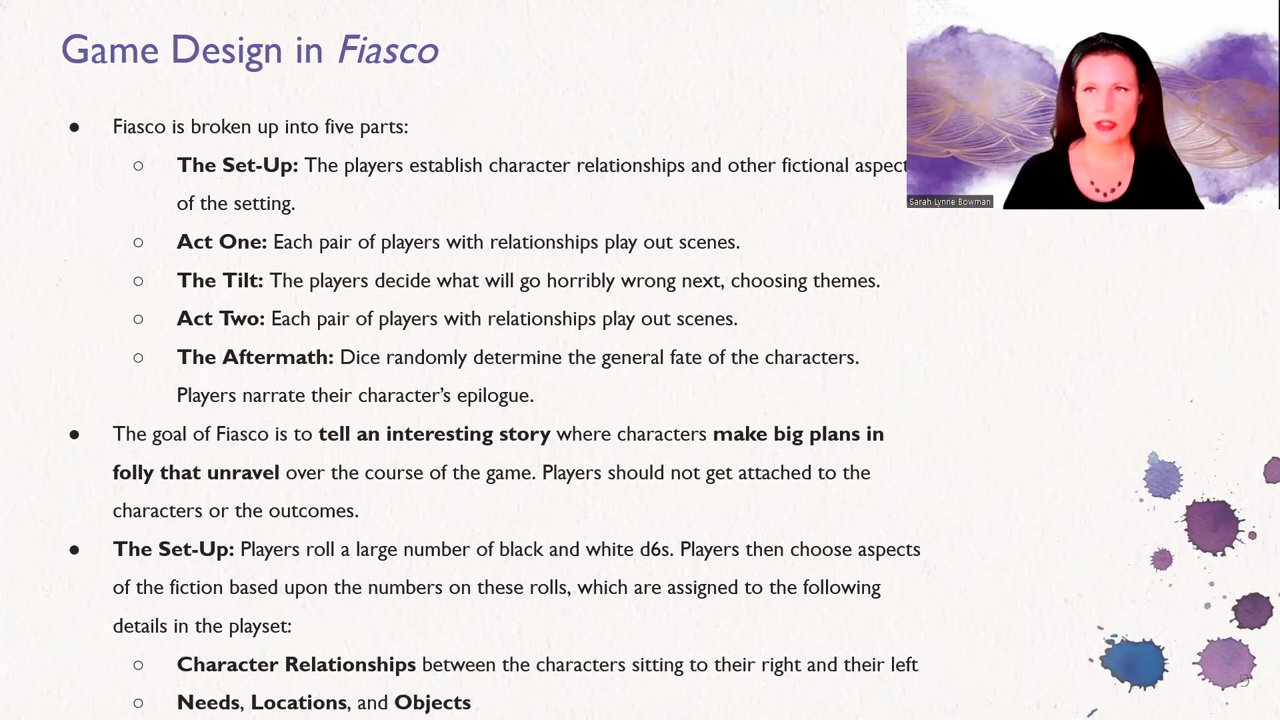 Game Design in Fiasco
● Fiasco is broken up into five parts:
○ The Set-Up: The players establish character relationships and other fictional aspect
of the setting.
○ Act One: Each pair of players with relationships play out scenes.
○ The Tilt: The players decide what will go horribly wrong next, choosing themes.
○ Act Two: Each pair of players with relationships play out scenes.
○ The Aftermath: Dice randomly determine the general fate of the characters.
Players narrate their character’s epilogue.
● The goal of Fiasco is to tell an interesting story where characters make big plans in
folly that unravel over the course of the game. Players should not get attached to the
characters or the outcomes.
● The Set-Up: Players roll a large number of black and white d6s. Players then choose aspects
of the fiction based upon the numbers on these rolls, which are assigned to the following
details in the playset:
○ Character Relationships between the characters sitting to their right and their left
○ Needs, Locations, and Objects
Sarah Lynne Bowman